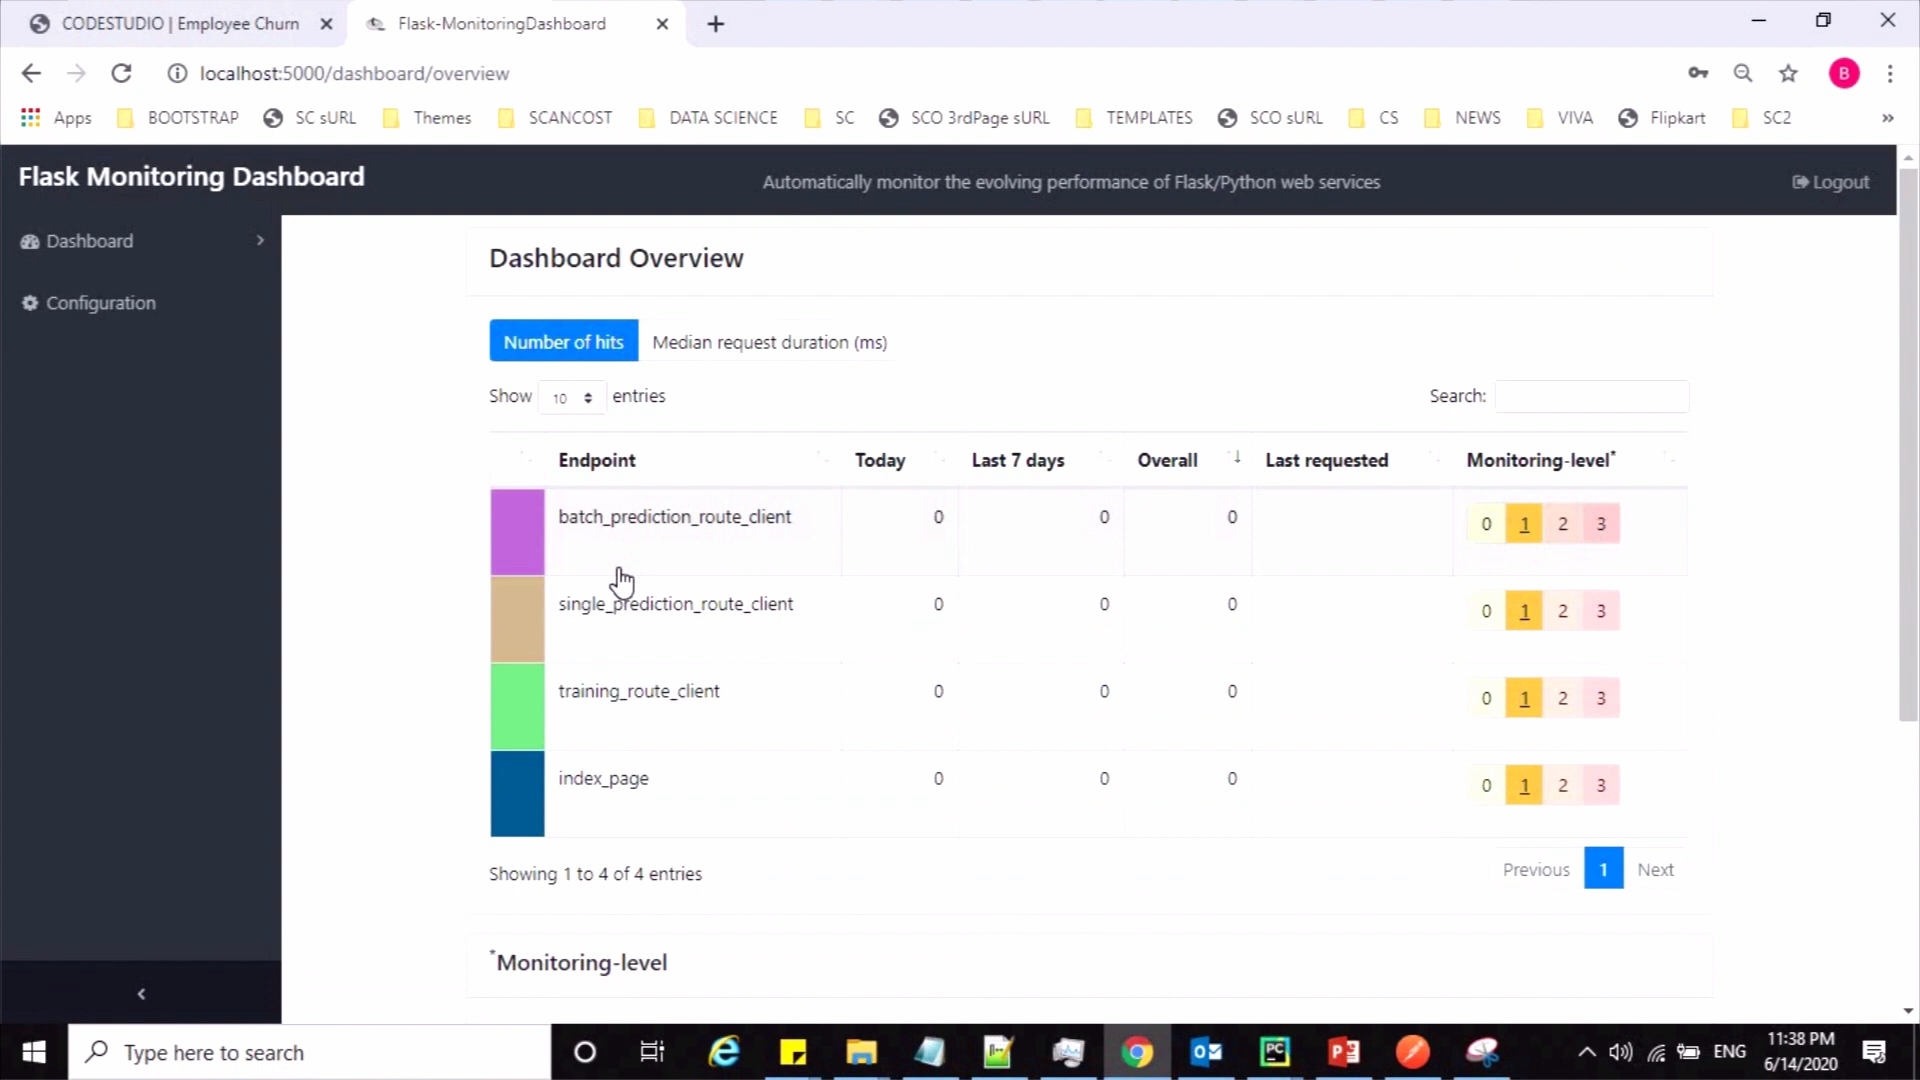 CODESTUDIO | Employee Churn
Flask-MonitoringDashboard
localhost:5000/dashboard/overview
B
Apps BOOTSTRAP SC sURL Themes SCANCOST DATA SCIENCE SC SCO 3rdPage sURL TEMPLATES SCO sURL CS NEWS VIVA Flipkart SC2 »
Flask Monitoring Dashboard
Automatically monitor the evolving performance of Flask/Python web services
Logout
Dashboard
Configuration
Dashboard Overview
Number of hits Median request duration (ms)
Show 10 entries
Search:
Endpoint Today Last 7 days Overall Last requested Monitoring-level*
batch_prediction_route_client 0 0 0 0 1 2 3
single_prediction_route_client 0 0 0 0 1 2 3
training_route_client 0 0 0 0 1 2 3
index_page 0 0 0 0 1 2 3
Showing 1 to 4 of 4 entries
Previous 1 Next
*Monitoring-level
Type here to search
ENG
11:38 PM
6/14/2020